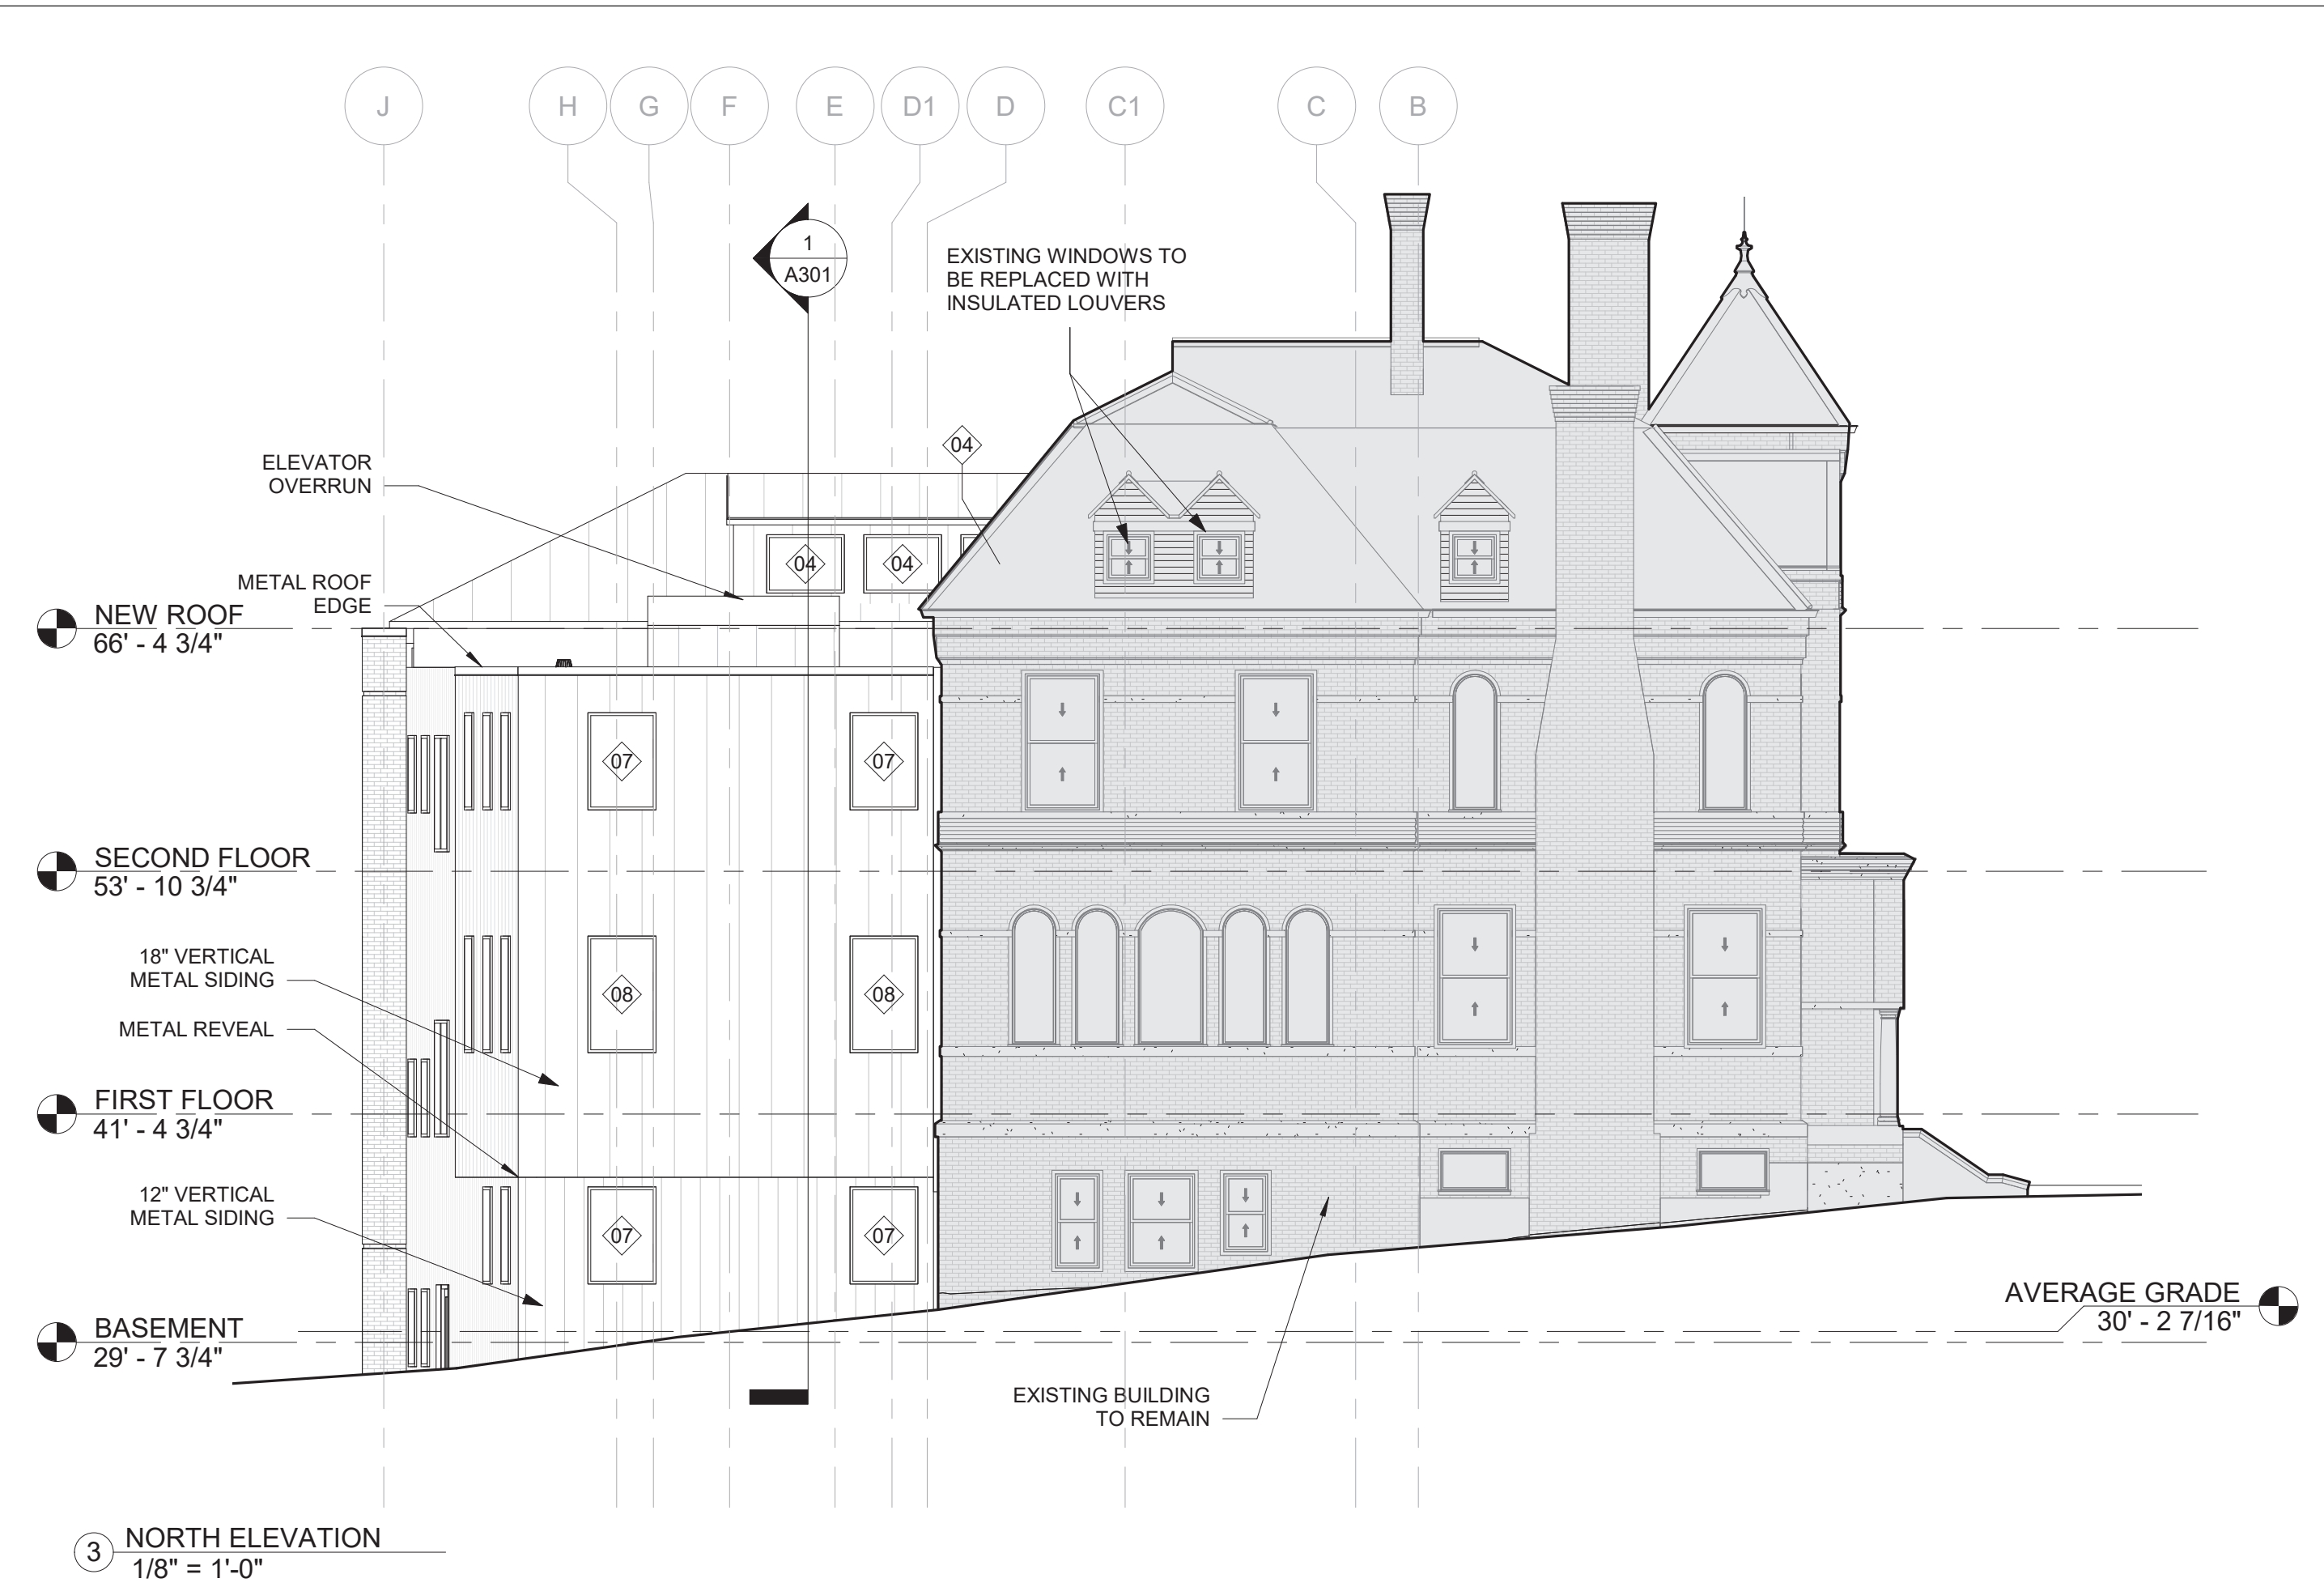 J
H
G
F
E
D1
D
C1
C
B
1
A301
EXISTING WINDOWS TO
BE REPLACED WITH
INSULATED LOUVERS
04
ELEVATOR
OVERRUN
04
04
METAL ROOF
EDGE
NEW ROOF
66' - 4 3/4"
07
07
SECOND FLOOR
53' - 10 3/4"
18" VERTICAL
METAL SIDING
08
08
METAL REVEAL
FIRST FLOOR
41' - 4 3/4"
12" VERTICAL
METAL SIDING
07
07
AVERAGE GRADE
30' - 2 7/16"
BASEMENT
29' - 7 3/4"
EXISTING BUILDING
TO REMAIN
3
NORTH ELEVATION
1/8" = 1'-0"